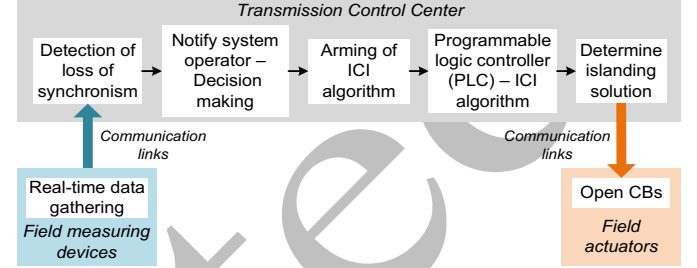 Transmission Control Center
Detection of
loss of
synchronism
Notify system
operator –
Decision
making
Arming of
ICI
algorithm
Programmable
logic controller
(PLC) – ICI
algorithm
Determine
islanding
solution
Communication
links
Communication
links
Real-time data
gathering
Field measuring
devices
Open CBs
Field
actuators